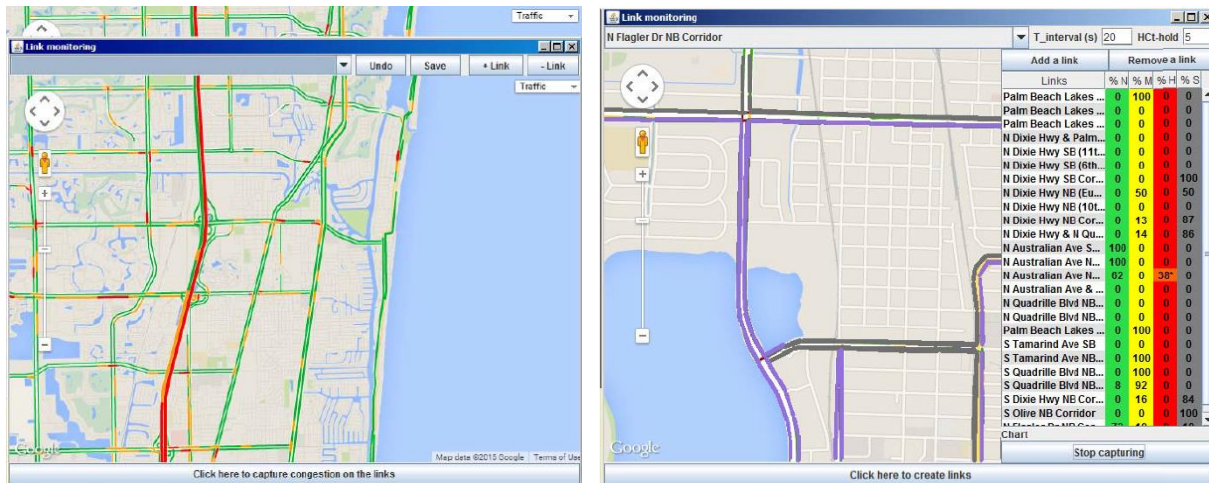 Traffic
Link monitoring
Undo Save + Link - Link
Traffic
Google
Map data ©2015 Google Terms of Use
Click here to capture congestion on the links
Link monitoring
N Flagler Dr NB Corridor T_interval (s) 20 HCt-hold 5
Add a link Remove a link
Links % N % M % H % S
Palm Beach Lakes ... 0 100 0 0
Palm Beach Lakes ... 0 0 0 0
Palm Beach Lakes ... 0 0 0 0
N Dixie Hwy & Palm... 0 0 0 0
N Dixie Hwy SB (11t... 0 0 0 0
N Dixie Hwy SB (6th... 0 0 0 0
N Dixie Hwy SB Cor... 0 0 0 100
N Dixie Hwy NB (Eu... 0 50 0 50
N Dixie Hwy NB (10t... 0 0 0 0
N Dixie Hwy NB Cor... 0 13 0 87
N Dixie Hwy & N Qu... 0 14 0 86
N Australian Ave S... 100 0 0 0
N Australian Ave N... 100 0 0 0
N Australian Ave N... 62 0 38* 0
N Australian Ave & ... 0 0 0 0
N Quadrille Blvd NB... 0 0 0 0
N Quadrille Blvd NB... 0 0 0 0
Palm Beach Lakes ... 0 100 0 0
S Tamarind Ave SB 0 0 0 0
S Tamarind Ave NB... 0 100 0 0
S Quadrille Blvd NB... 0 100 0 0
S Quadrille Blvd NB... 8 92 0 0
S Dixie Hwy NB Cor... 0 16 0 84
S Olive NB Corridor 0 0 0 100
Chart
Stop capturing
Google
Click here to create links